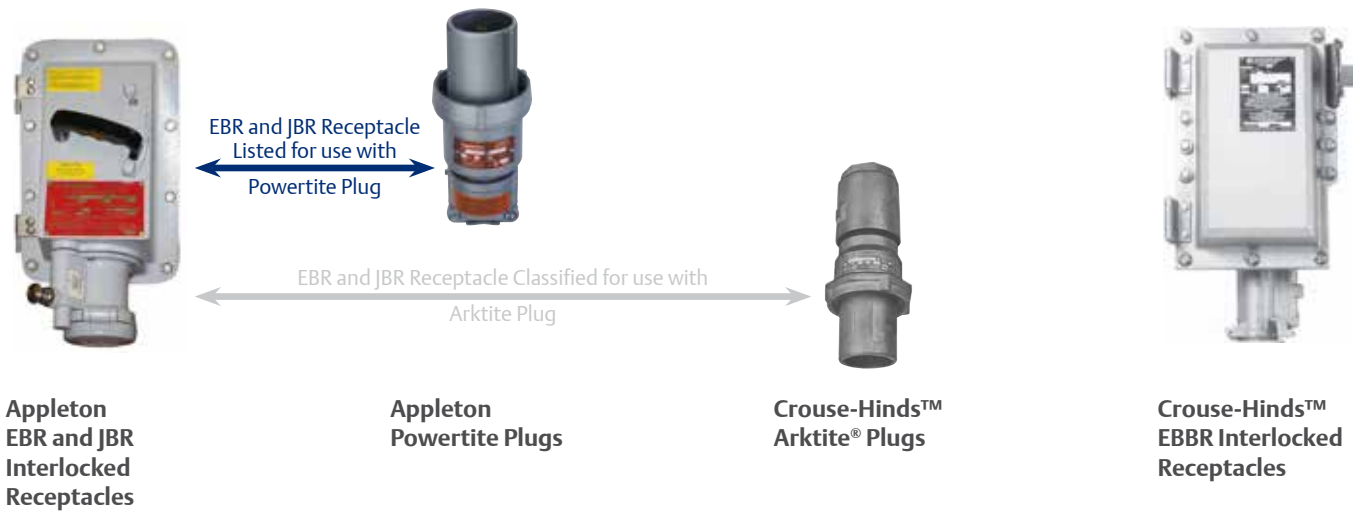 EBR and JBR Receptacle
Listed for use with
Powertite Plug
EBR and JBR Receptacle Classified for use with
Arktite Plug
Appleton
EBR and JBR
Interlocked
Receptacles
Appleton
Powertite Plugs
Crouse-Hinds™
Arktite® Plugs
Crouse-Hinds™
EBBR Interlocked
Receptacles